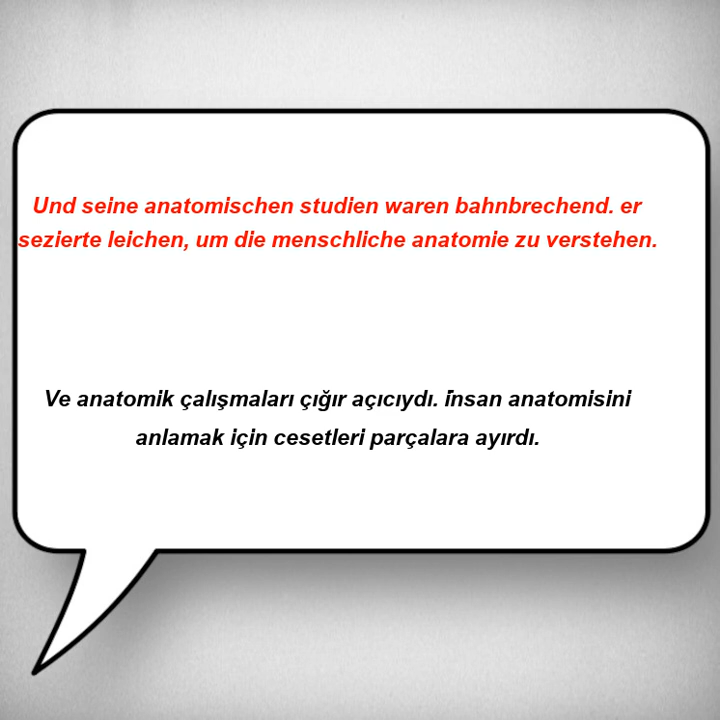 Und seine anatomischen studien waren bahnbrechend. er
sezierte leichen, um die menschliche anatomie zu verstehen.
Ve anatomik çalışmaları çığır açıcıydı. i̇nsan anatomisini
anlamak için cesetleri parçalara ayırdı.